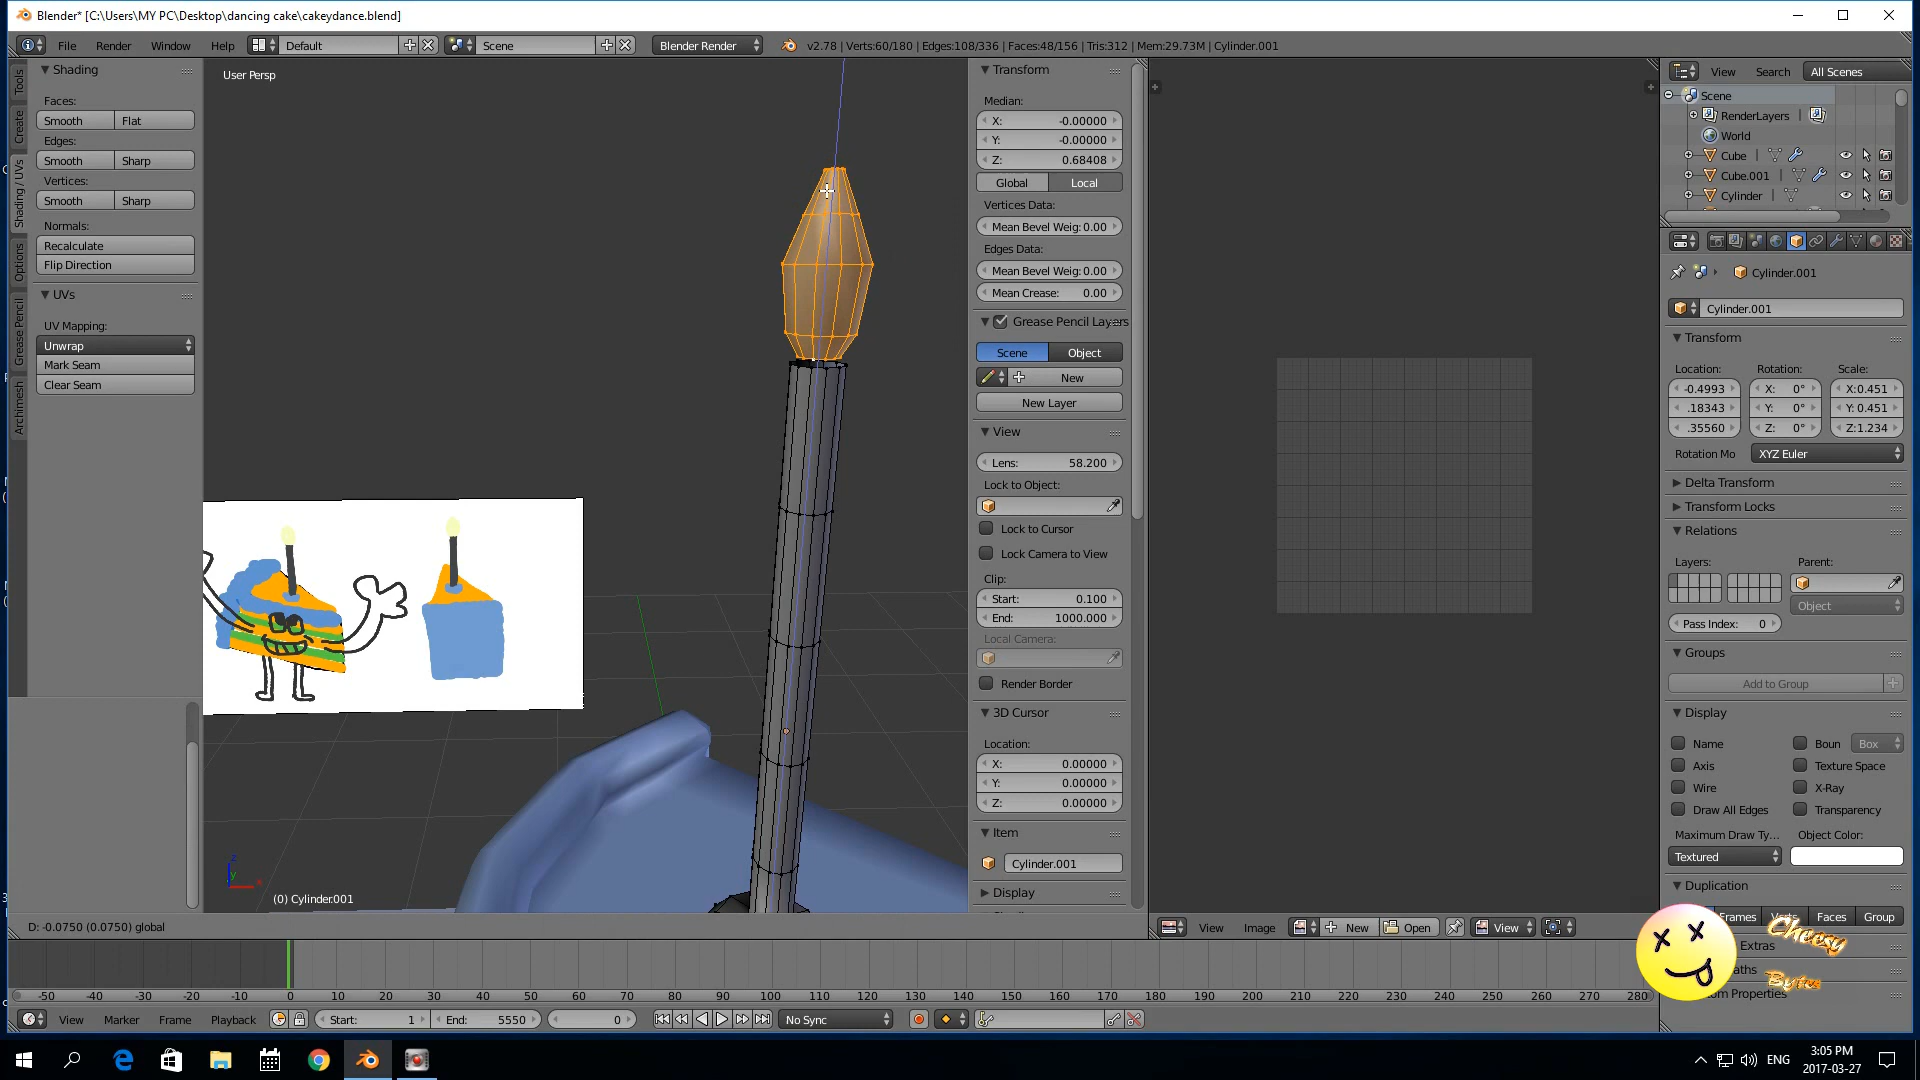 Blender* [C:\Users\MY PC\Desktop\dancing cake\cakeydance.blend]
File Render Window Help Default Scene Blender Render v2.78 | Verts:60/180 | Edges:108/336 | Faces:48/156 | Tris:312 | Mem:29.73M | Cylinder.001
Tools
Create
Shading / UVs
Options
Grease Pencil
Archimesh
Shading
Faces:
Smooth Flat
Edges:
Smooth Sharp
Vertices:
Smooth Sharp
Normals:
Recalculate
Flip Direction
UVs
UV Mapping:
Unwrap
Mark Seam
Clear Seam
User Persp
(0) Cylinder.001
D: -0.0750 (0.0750) global
Transform
Median:
X: -0.00000
Y: -0.00000
Z: 0.68408
Global Local
Vertices Data:
Mean Bevel Weig: 0.00
Edges Data:
Mean Bevel Weig: 0.00
Mean Crease: 0.00
Grease Pencil Layers
Scene Object
New
New Layer
View
Lens: 58.200
Lock to Object:
Lock to Cursor
Lock Camera to View
Clip:
Start: 0.100
End: 1000.000
Local Camera:
Render Border
3D Cursor
Location:
X: 0.00000
Y: 0.00000
Z: 0.00000
Item
Cylinder.001
Display
View Image New Open View
View Search All Scenes
Scene
RenderLayers
World
Cube
Cube.001
Cylinder
Cylinder.001
Cylinder.001
Transform
Location: Rotation: Scale:
-0.4993 X: 0° X:0.451
.18343 Y: 0° Y: 0.451
.35560 Z: 0° Z:1.234
Rotation Mo XYZ Euler
Delta Transform
Transform Locks
Relations
Layers: Parent:
Object
Pass Index: 0
Groups
Add to Group
Display
Name Boun Box
Axis Texture Space
Wire X-Ray
Draw All Edges Transparency
Maximum Draw Ty... Object Color:
Textured
Duplication
Frames Verts Faces Group
Extras
Cheesy
Bytes
-50 -40 -30 -20 -10 0 10 20 30 40 50 60 70 80 90 100 110 120 130 140 150 160 170 180 190 200 210 220 230 240 250 260 270 280
View Marker Frame Playback Start: 1 End: 5550 0 No Sync
ENG 3:05 PM
2017-03-27